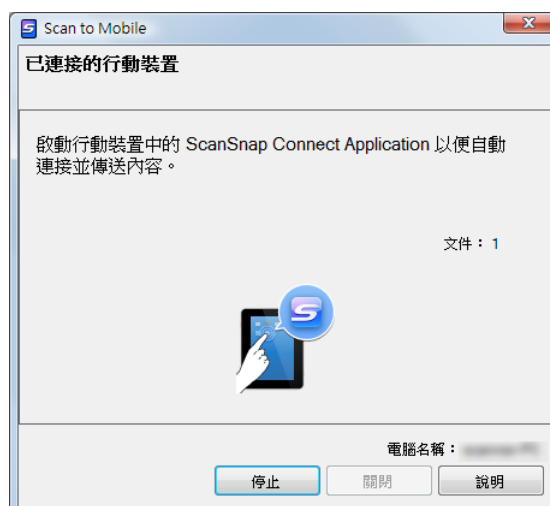 Scan to Mobile
已連接的行動裝置
啟動行動裝置中的 ScanSnap Connect Application 以便自動
連接並傳送內容。
文件： 1
電腦名稱：
停止
關閉
說明